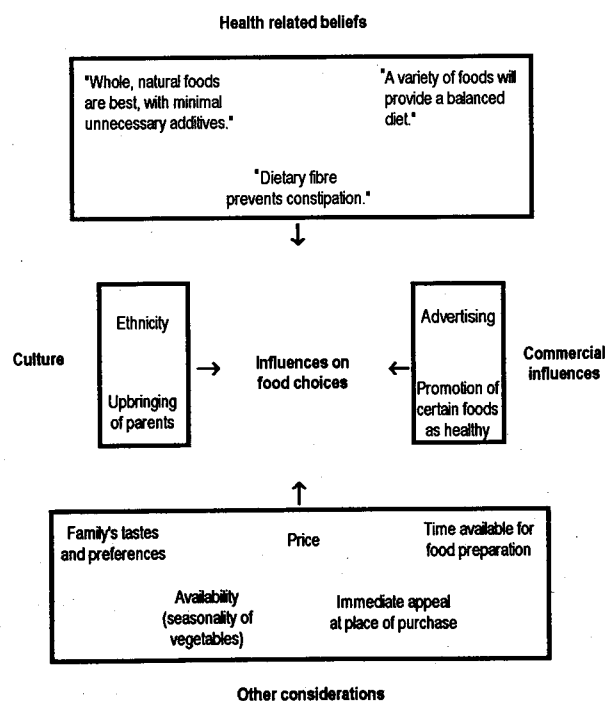 Health related beliefs
"Whole, natural foods
are best, with minimal
unnecessary additives."
"A variety of foods will
provide a balanced
diet."
"Dietary fibre
prevents constipation."
Culture
Ethnicity
Upbringing
of parents
Influences on
food choices
Advertising
Promotion of
certain foods
as healthy
Commercial
influences
Family's tastes
and preferences
Price
Time available for
food preparation
Availability
(seasonality of
vegetables)
Immediate appeal
at place of purchase
Other considerations